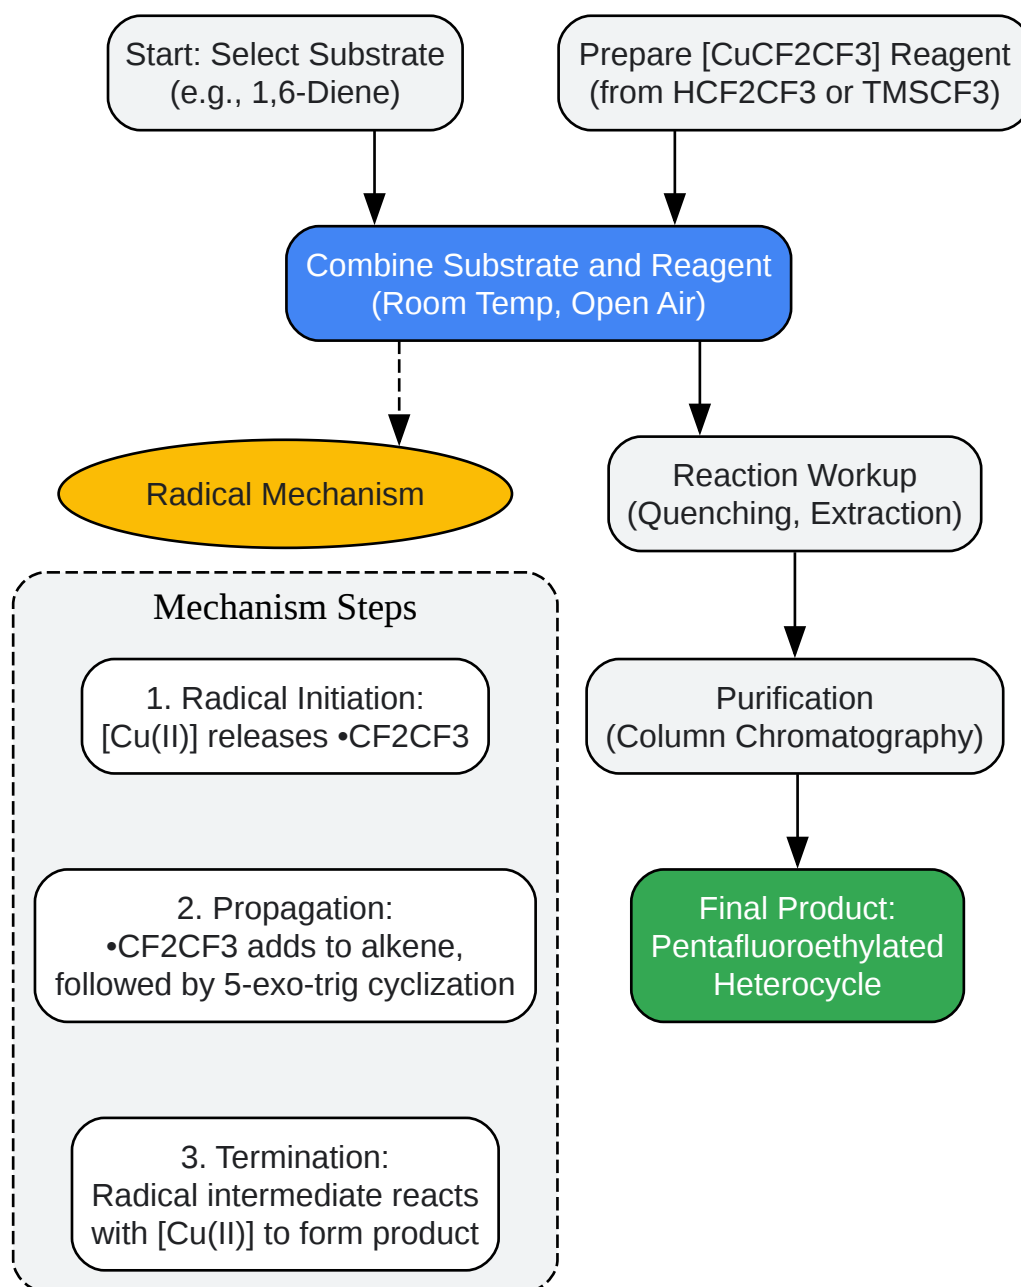 Start: Select Substrate
(e.g., 1,6-Diene)
Prepare [CuCF2CF3] Reagent
(from HCF2CF3 or TMSCF3)
Combine Substrate and Reagent
(Room Temp, Open Air)
Radical Mechanism
Reaction Workup
(Quenching, Extraction)
Mechanism Steps
1. Radical Initiation:
[Cu(II)] releases •CF2CF3
Purification
(Column Chromatography)
2. Propagation:
•CF2CF3 adds to alkene,
followed by 5-exo-trig cyclization
Final Product:
Pentafluoroethylated
Heterocycle
3. Termination:
Radical intermediate reacts
with [Cu(II)] to form product